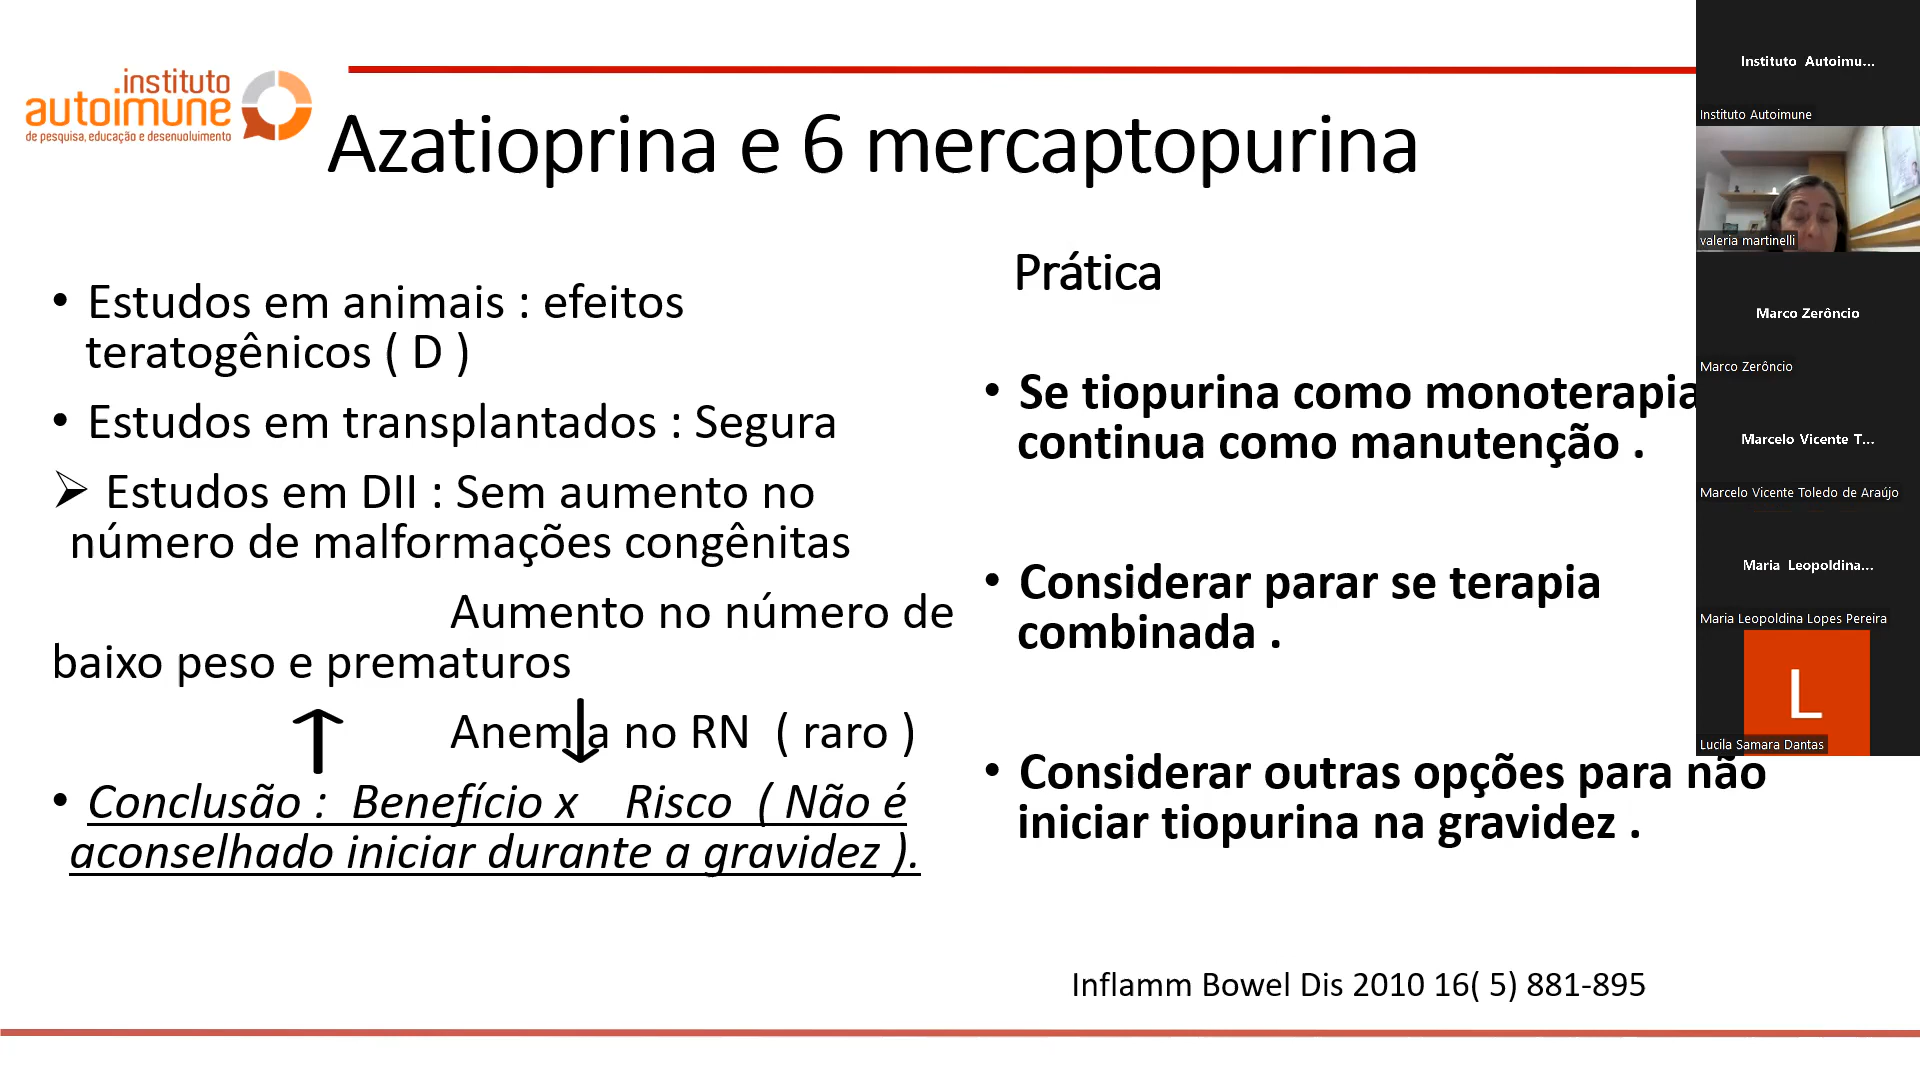 instituto
autoimune
de pesquisa, educação e desenvolvimento
Azatioprina e 6 mercaptopurina
• Estudos em animais : efeitos
teratogênicos ( D )
• Estudos em transplantados : Segura
➢ Estudos em DII : Sem aumento no
número de malformações congênitas
Aumento no número de
baixo peso e prematuros
Anemia no RN ( raro )
• Conclusão : ↑ Benefício x ↓ Risco ( Não é
aconselhado iniciar durante a gravidez ).
Prática
• Se tiopurina como monoterapia
continua como manutenção .
• Considerar parar se terapia
combinada .
• Considerar outras opções para não
iniciar tiopurina na gravidez .
Inflamm Bowel Dis 2010 16( 5) 881-895
Instituto Autoimu...
Instituto Autoimune
valeria martinelli
Marco Zerôncio
Marco Zerôncio
Marcelo Vicente T...
Marcelo Vicente Toledo de Araújo
Maria Leopoldina...
Maria Leopoldina Lopes Pereira
L
Lucila Samara Dantas